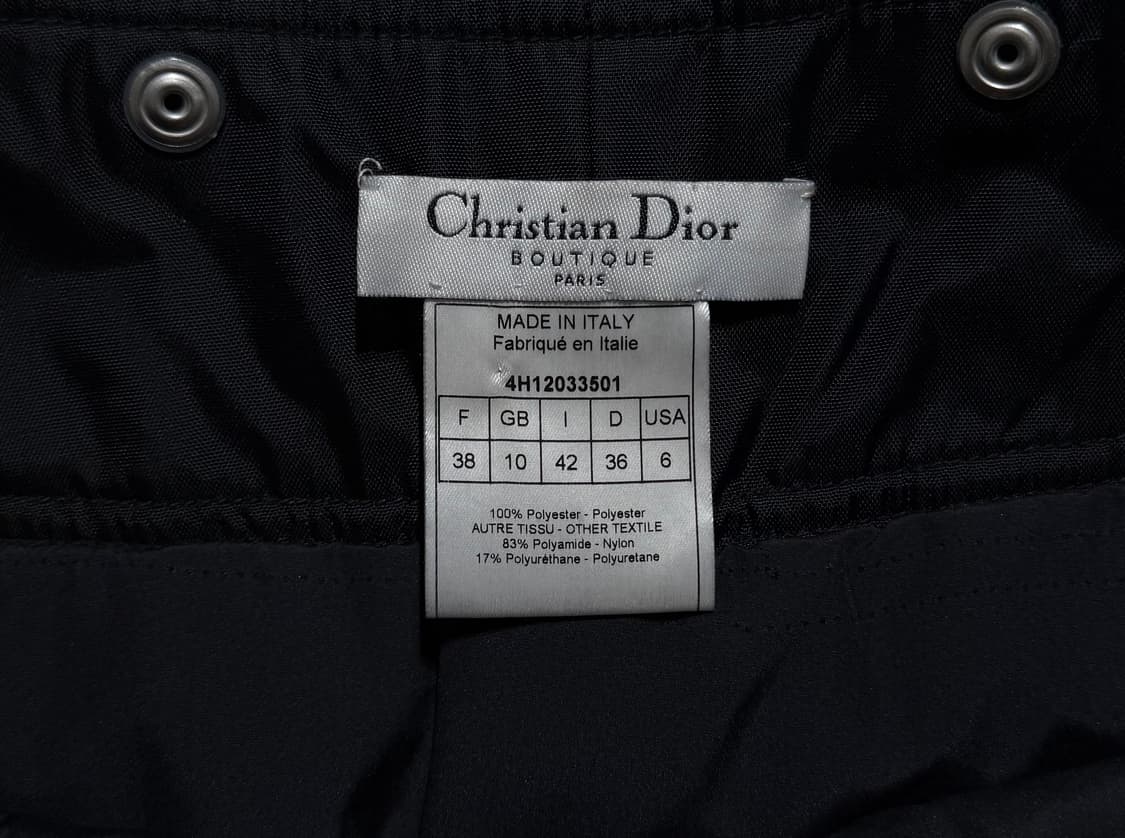 Christian Dior
BOUTIQUE
PARIS
MADE IN ITALY
Fabriqué en Italie
4H12033501
F GB I D USA
38 10 42 36 6
100% Polyester - Polyester
AUTRE TISSU - OTHER TEXTILE
83% Polyamide - Nylon
17% Polyuréthane - Polyuretane